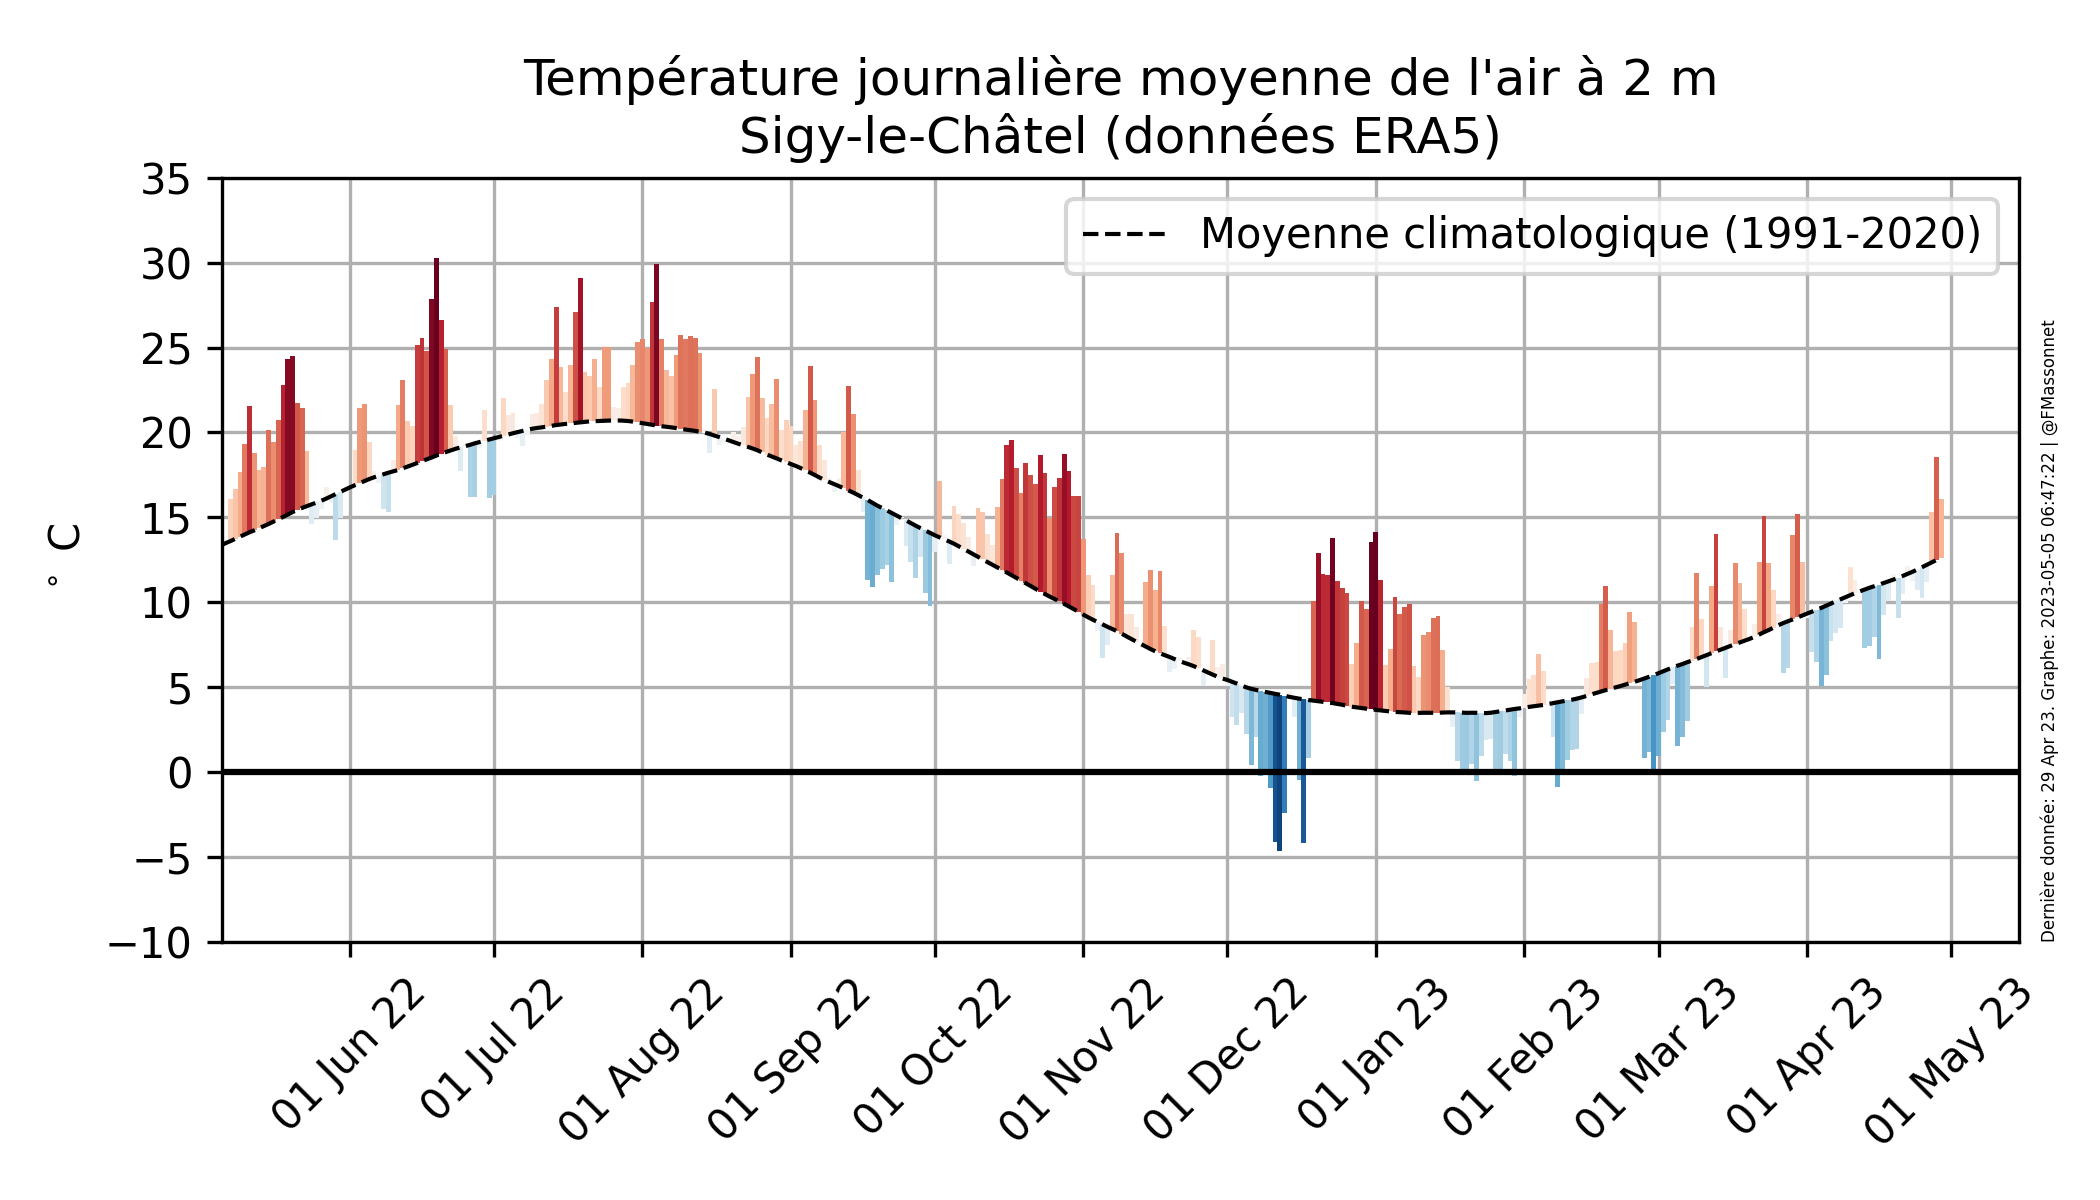 Température journalière moyenne de l'air à 2 m
Sigy-le-Châtel (données ERA5)
Moyenne climatologique (1991-2020)
35
30
25
20
15
10
5
0
−5
−10
° C
01 Jun 22
01 Jul 22
01 Aug 22
01 Sep 22
01 Oct 22
01 Nov 22
01 Dec 22
01 Jan 23
01 Feb 23
01 Mar 23
01 Apr 23
01 May 23
Dernière donnée: 29 Apr 23. Graphe: 2023-05-05 06:47:22 | @FMassonnet